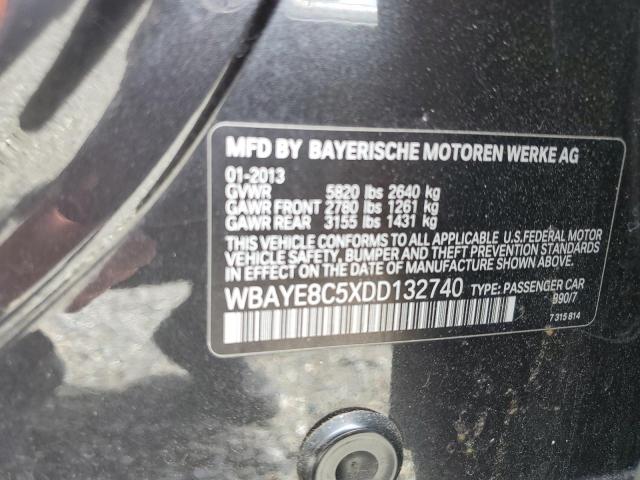 MFD BY BAYERISCHE MOTOREN WERKE AG
01-2013
GVWR 5820 lbs 2640 kg
GAWR FRONT 2780 lbs 1261 kg
GAWR REAR 3155 lbs 1431 kg
THIS VEHICLE CONFORMS TO ALL APPLICABLE U.S.FEDERAL MOTOR
VEHICLE SAFETY, BUMPER AND THEFT PREVENTION STANDARDS
IN EFFECT ON THE DATE OF MANUFACTURE SHOWN ABOVE.
WBAYE8C5XDD132740 TYPE: PASSENGER CAR
890/7
7 315 814